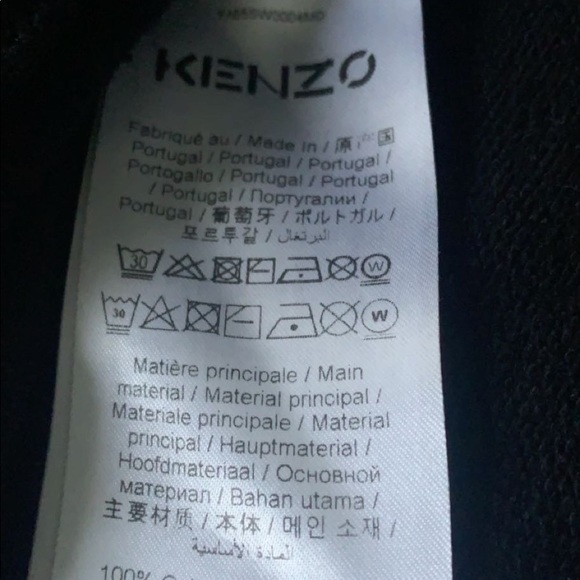 KENZO
Fabriqué au / Made in / 原产国
Portugal / Portugal / Portugal /
Portogallo / Portugal / Portugal
/ Portugal / Португалии /
Portugal / 葡萄牙 / ポルトガル /
포르투갈 / البرتغال
30 W
30 W
Matière principale / Main
material / Material principal /
Materiale principale / Material
principal / Hauptmaterial /
Hoofdmateriaal / Основной
материал / Bahan utama /
主要材质 / 本体 / 메인 소재 /
المادة الأساسية
100%